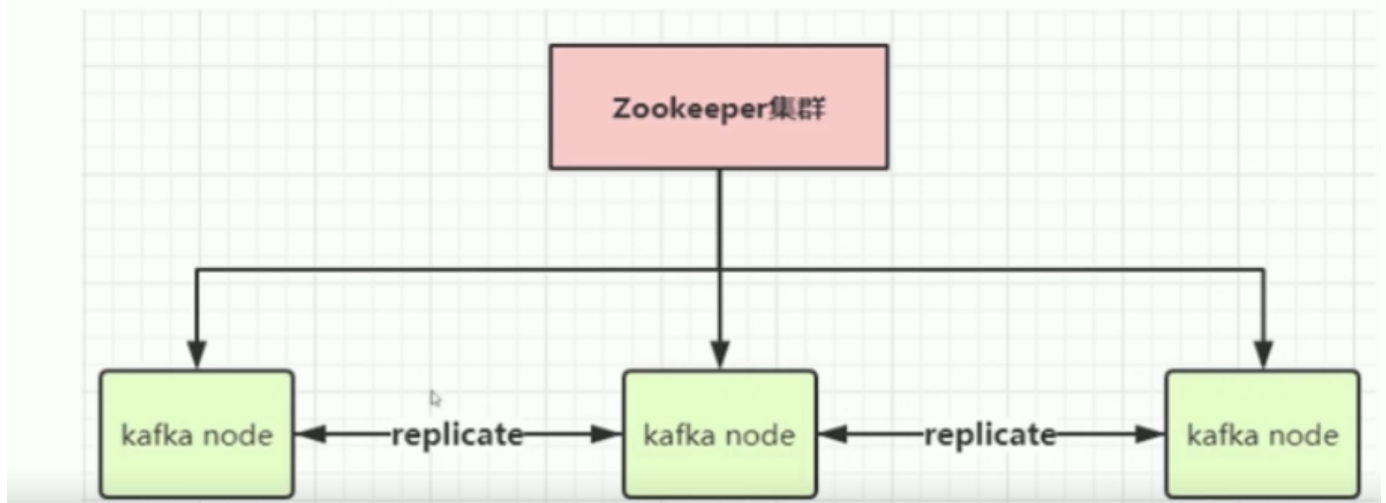 Zookeeper集群
kafka node
replicate
kafka node
replicate
kafka node